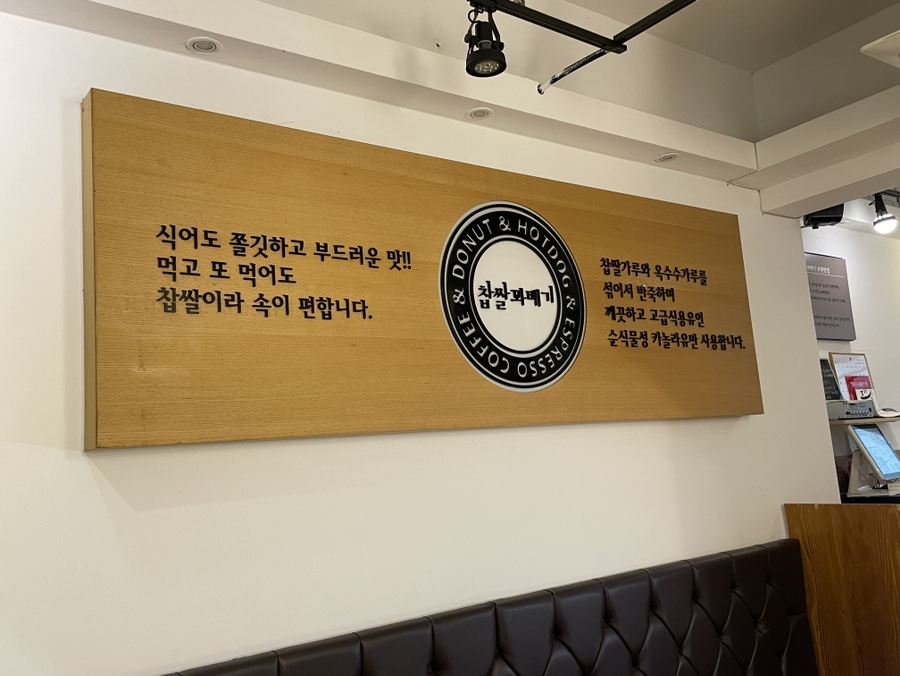 식어도 쫄깃하고 부드러운 맛!!
먹고 또 먹어도
찹쌀이라 속이 편합니다.
DONUT & HOTDOG & ESPRESSO COFFEE &
찹쌀꽈배기
찹쌀가루와 옥수수가루를
섞어서 반죽하며
깨끗하고 고급식용유인
순식물성 카놀라유만 사용합니다.